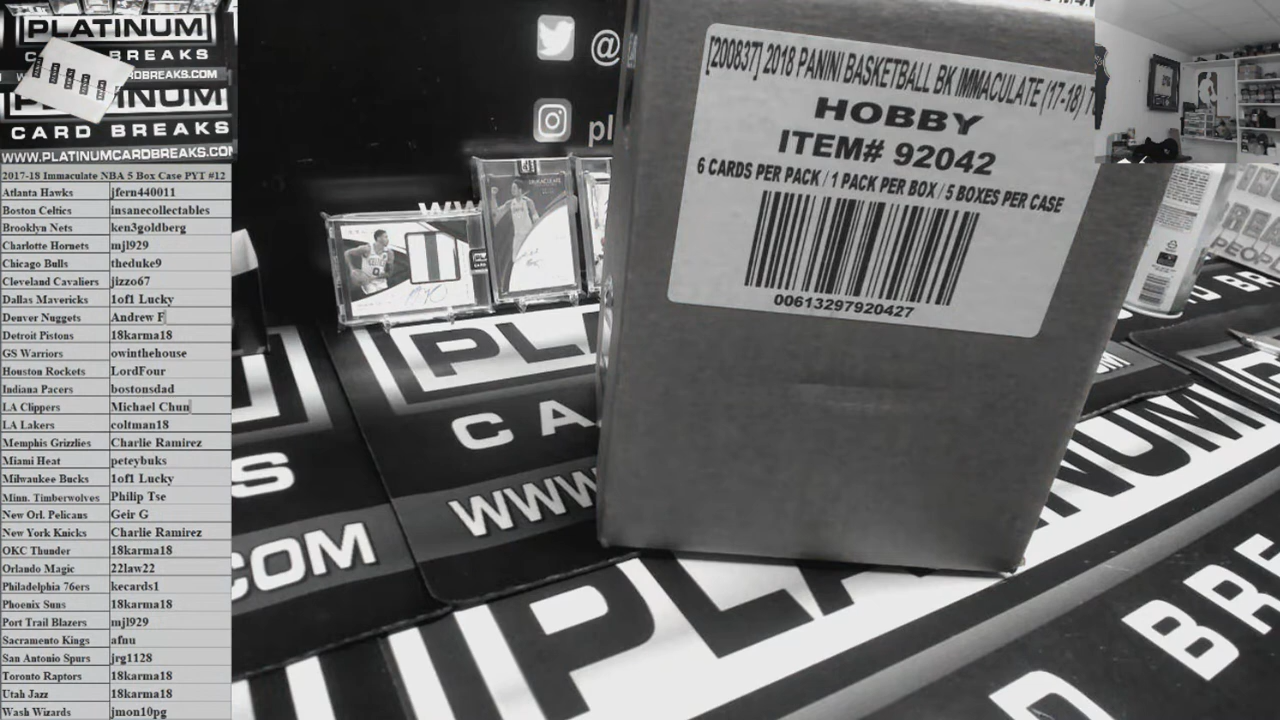 PLATINUM
CARD BREAKS
WWW.PLATINUMCARDBREAKS.COM
2017-18 Immaculate NBA 5 Box Case PYT #12
Atlanta Hawks jfern440011
Boston Celtics insanecollectables
Brooklyn Nets ken3goldberg
Charlotte Hornets mjl929
Chicago Bulls theduke9
Cleveland Cavaliers jizzo67
Dallas Mavericks 1of1 Lucky
Denver Nuggets Andrew F
Detroit Pistons 18karma18
GS Warriors owinthehouse
Houston Rockets LordFour
Indiana Pacers bostonsdad
LA Clippers Michael Chun
LA Lakers coltman18
Memphis Grizzlies Charlie Ramirez
Miami Heat peteybuks
Milwaukee Bucks 1of1 Lucky
Minn. Timberwolves Philip Tse
New Orl. Pelicans Geir G
New York Knicks Charlie Ramirez
OKC Thunder 18karma18
Orlando Magic 22law22
Philadelphia 76ers kecards1
Phoenix Suns 18karma18
Port Trail Blazers mjl929
Sacramento Kings afnu
San Antonio Spurs jrg1128
Toronto Raptors 18karma18
Utah Jazz 18karma18
Wash Wizards jmon10pg
@
pl
[200837] 2018 PANINI BASKETBALL BK IMMACULATE (17-18)
HOBBY
ITEM# 92042
6 CARDS PER PACK / 1 PACK PER BOX / 5 BOXES PER CASE
00613297920427
PL
CA
WWW
S
COM
PLATINUM
D BRE